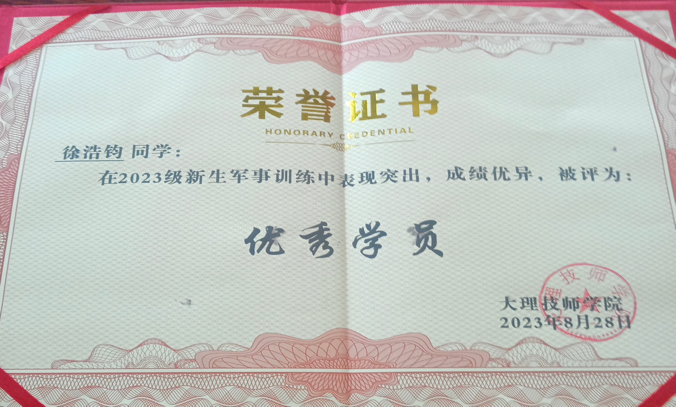 荣誉证书
HONORARY CREDENTIAL
徐浩钧 同学：
在2023级新生军事训练中表现突出，成绩优异、被评为：
优秀学员
大理技师学院
2023年8月28日